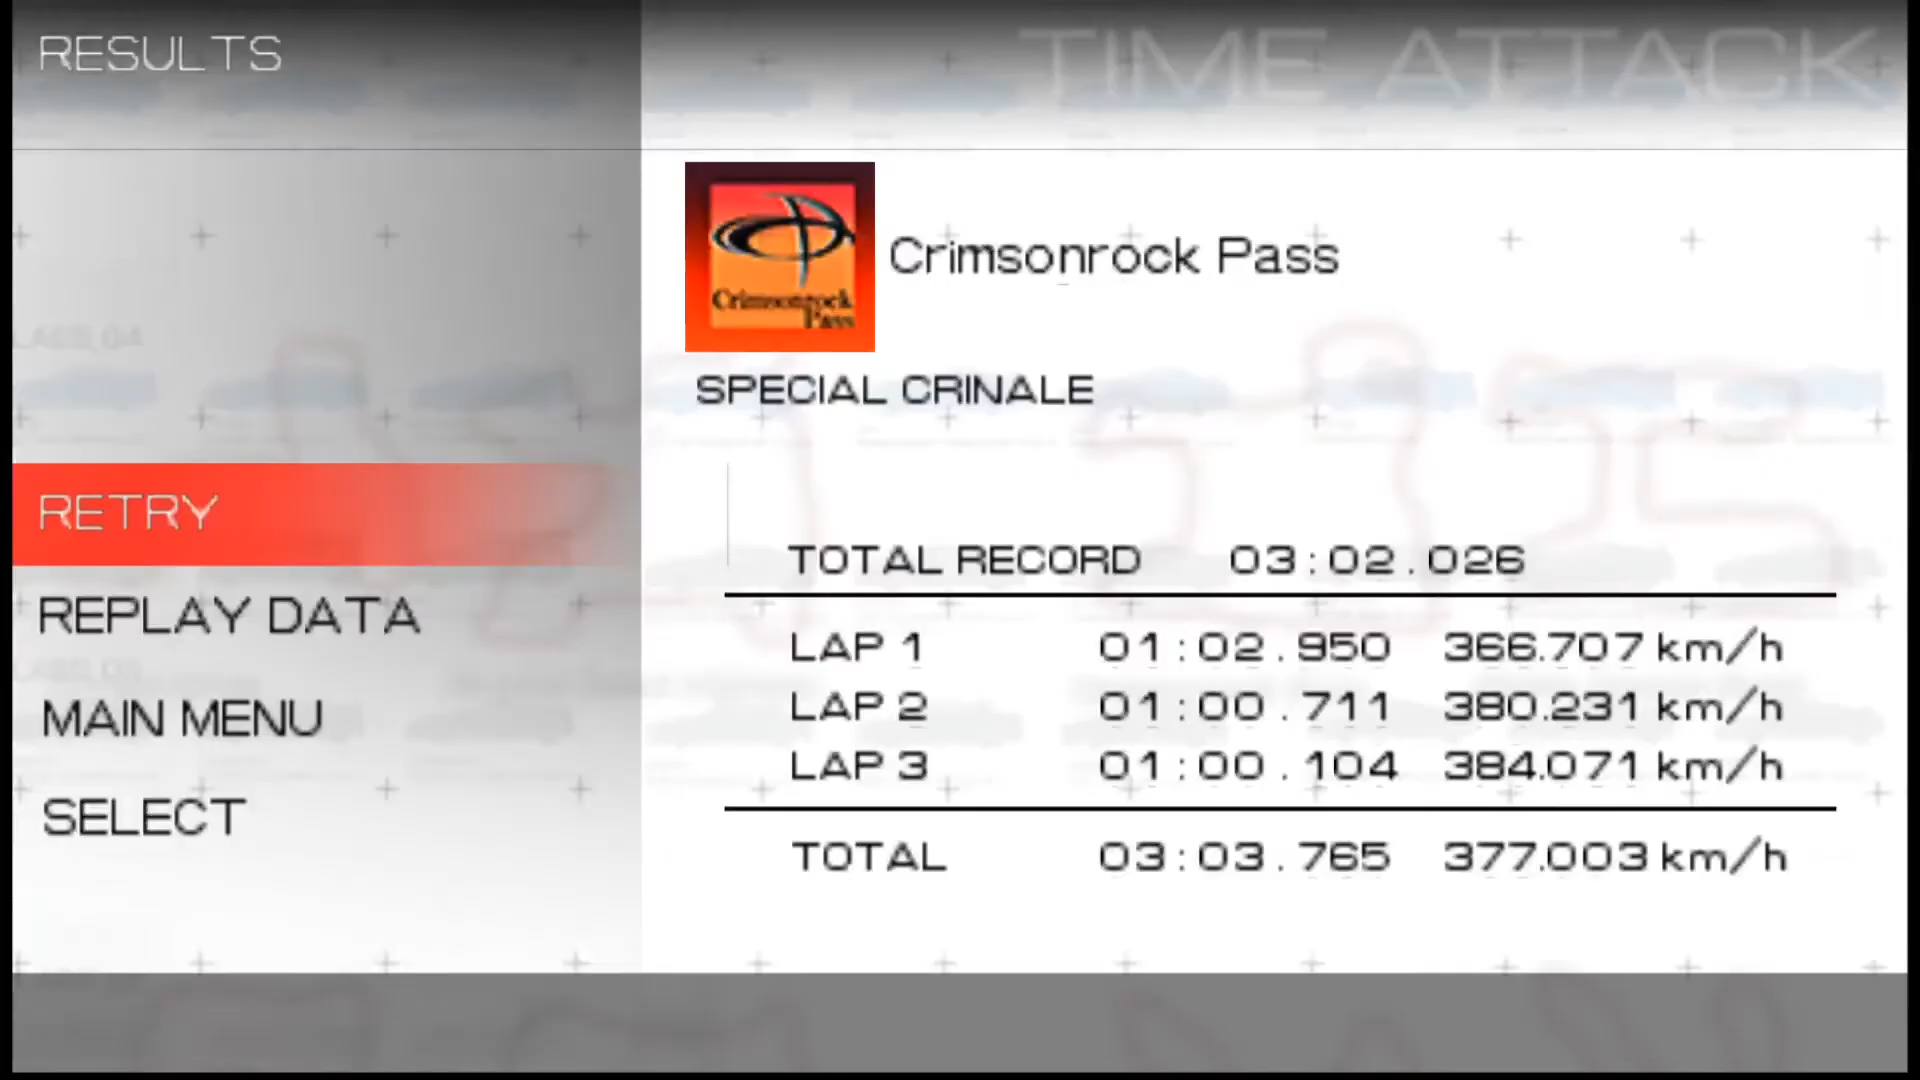 RESULTS
TIME ATTACK
Crimsonrock
Pass
Crimsonrock Pass
SPECIAL CRINALE
RETRY
REPLAY DATA
MAIN MENU
SELECT
TOTAL RECORD 03:02.026
LAP 1 01:02.950 366.707 km/h
LAP 2 01:00.711 380.231 km/h
LAP 3 01:00.104 384.071 km/h
TOTAL 03:03.765 377.003 km/h